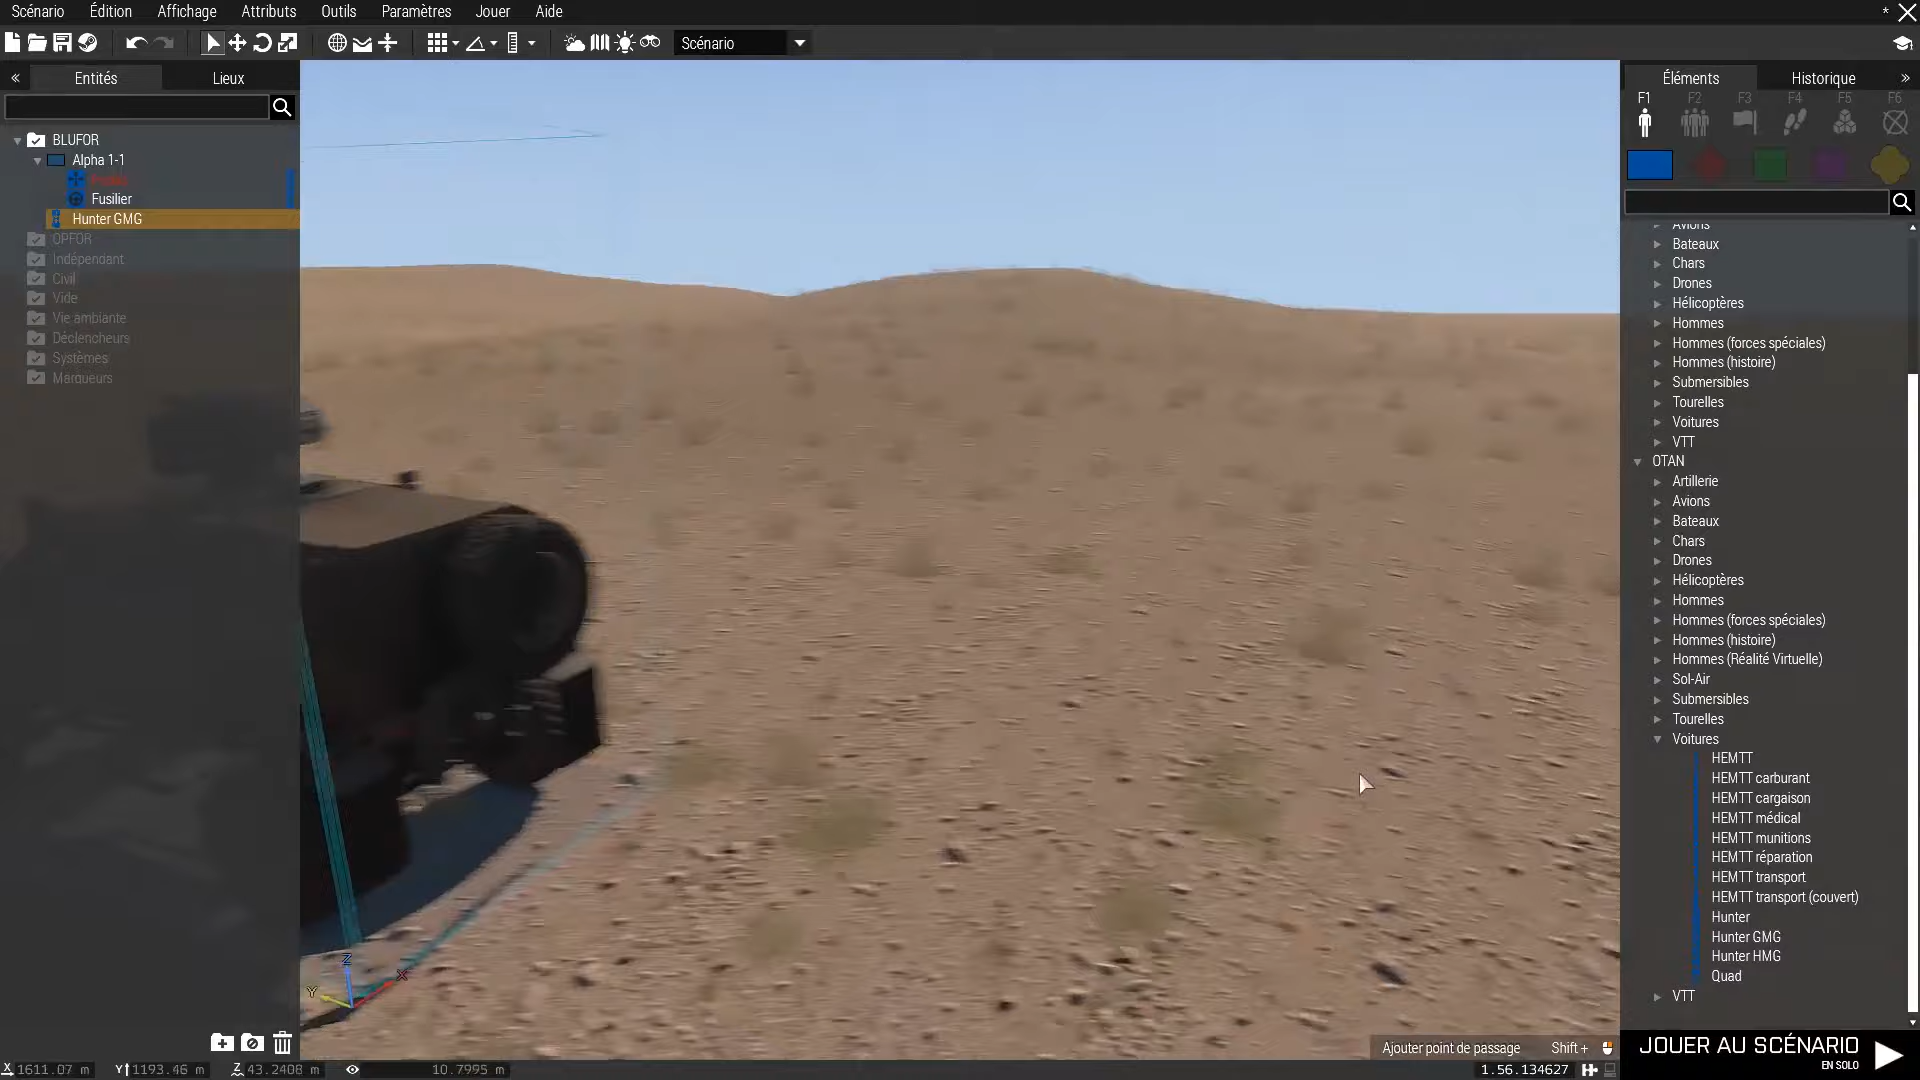 Scénario Édition Affichage Attributs Outils Paramètres Jouer Aide
*
Scénario
Entités Lieux
BLUFOR
Alpha 1-1
Fusilier
Hunter GMG
OPFOR
Indépendant
Civil
Vide
Vie ambiante
Déclencheurs
Systèmes
Marqueurs
Éléments Historique
F1 F2 F3 F4 F5 F6
Avions
Bateaux
Chars
Drones
Hélicoptères
Hommes
Hommes (forces spéciales)
Hommes (histoire)
Submersibles
Tourelles
Voitures
VTT
OTAN
Artillerie
Avions
Bateaux
Chars
Drones
Hélicoptères
Hommes
Hommes (forces spéciales)
Hommes (histoire)
Hommes (Réalité Virtuelle)
Sol-Air
Submersibles
Tourelles
Voitures
HEMTT
HEMTT carburant
HEMTT cargaison
HEMTT médical
HEMTT munitions
HEMTT réparation
HEMTT transport
HEMTT transport (couvert)
Hunter
Hunter GMG
Hunter HMG
Quad
VTT
Z
X
Y
Ajouter point de passage Shift +
JOUER AU SCÉNARIO
EN SOLO
X 1611.07 m Y 1193.46 m Z 43.2408 m 10.7995 m 1.56.134627